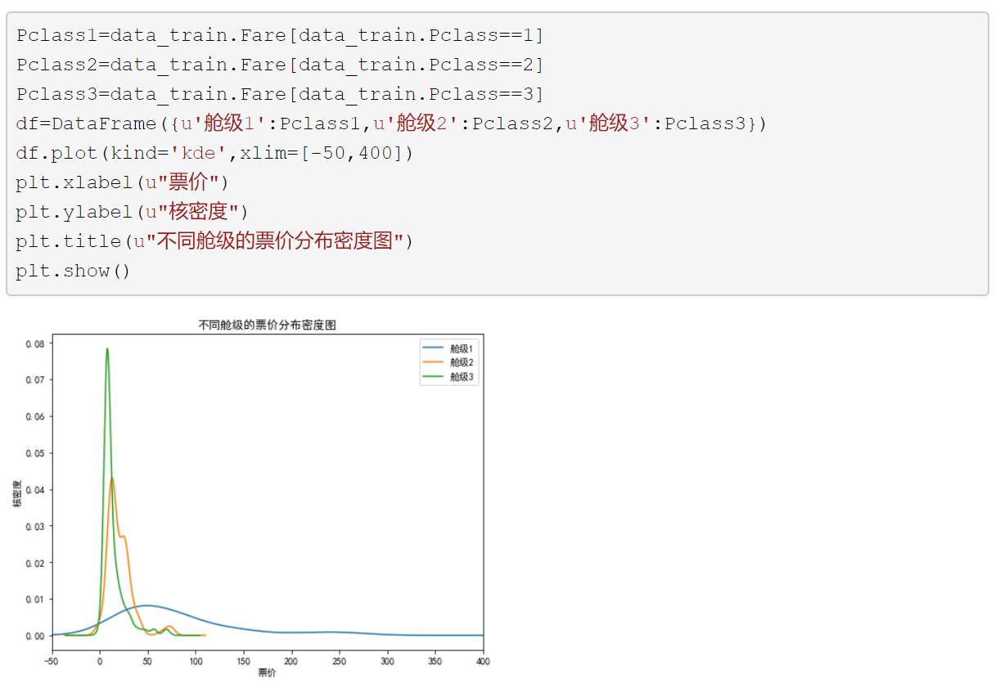 Pclass1=data_train.Fare[data_train.Pclass==1]
Pclass2=data_train.Fare[data_train.Pclass==2]
Pclass3=data_train.Fare[data_train.Pclass==3]
df=DataFrame({u'舱级1':Pclass1,u'舱级2':Pclass2,u'舱级3':Pclass3})
df.plot(kind='kde',xlim=[-50,400])
plt.xlabel(u"票价")
plt.ylabel(u"核密度")
plt.title(u"不同舱级的票价分布密度图")
plt.show()
不同舱级的票价分布密度图
舱级1
舱级2
舱级3
0.08
0.07
0.06
0.05
0.04
0.03
0.02
0.01
0.00
核密度
-50 0 50 100 150 200 250 300 350 400
票价